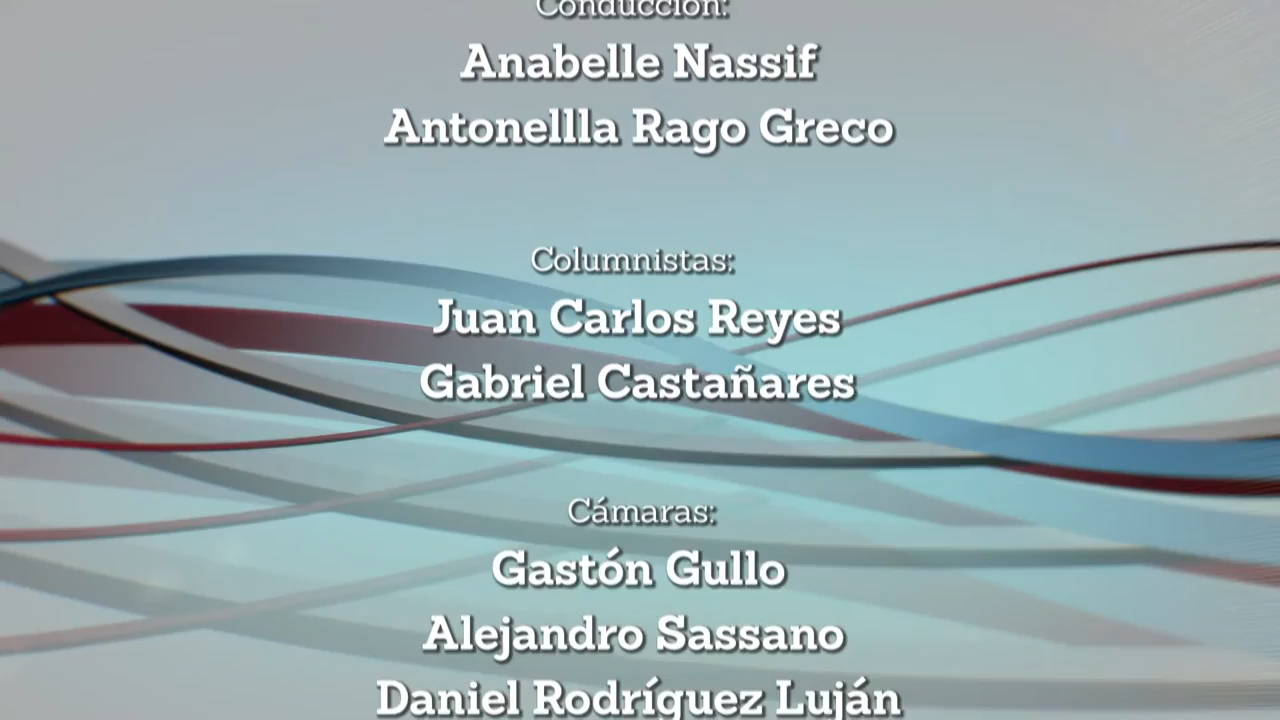 Conducción:
Anabelle Nassif
Antonellla Rago Greco
Columnistas:
Juan Carlos Reyes
Gabriel Castañares
Cámaras:
Gastón Gullo
Alejandro Sassano
Daniel Rodríguez Luján